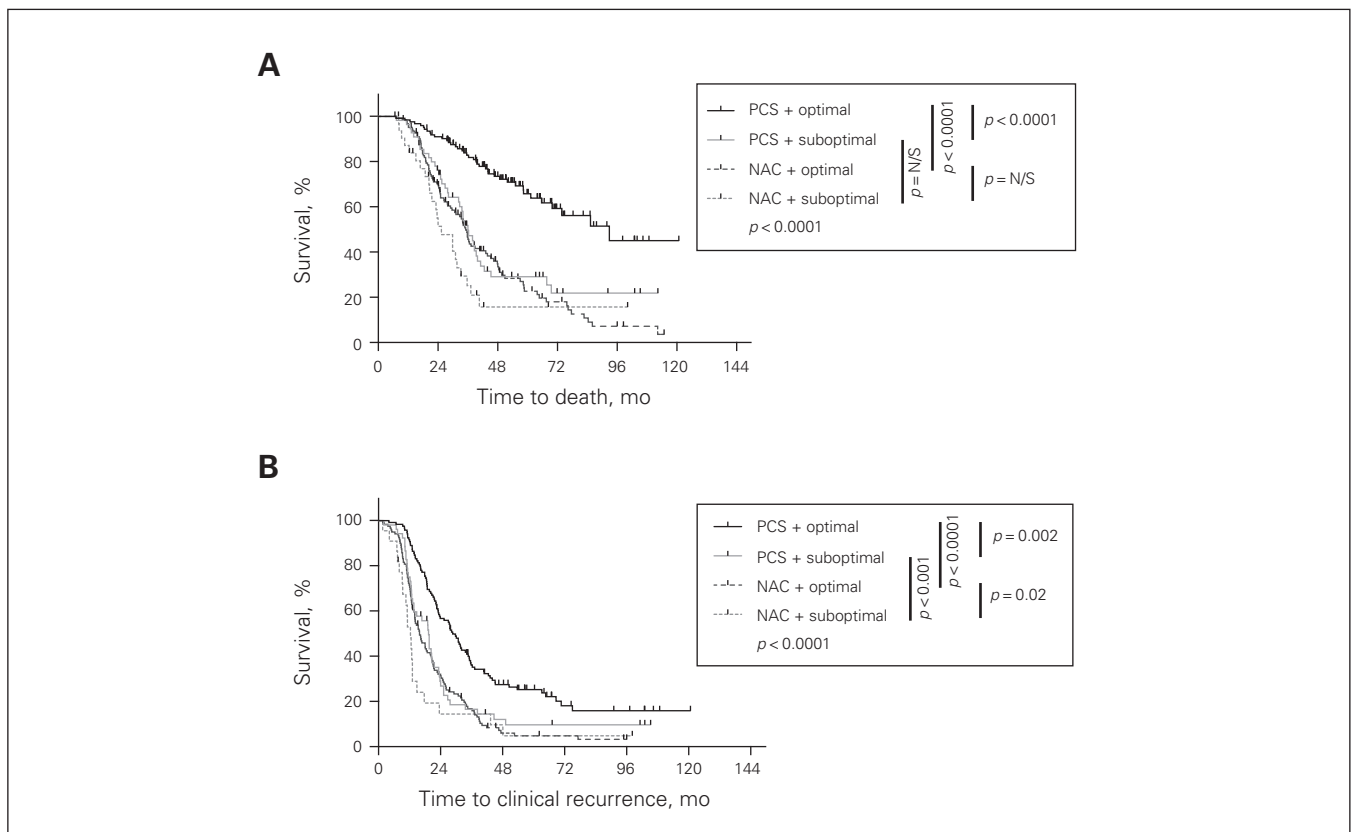 A
Survival, %
100
80
60
40
20
0
0 24 48 72 96 120 144
Time to death, mo
PCS + optimal
PCS + suboptimal
NAC + optimal
NAC + suboptimal
p < 0.0001
p = N/S
p < 0.0001
p < 0.0001
p = N/S
B
Survival, %
100
80
60
40
20
0
0 24 48 72 96 120 144
Time to clinical recurrence, mo
PCS + optimal
PCS + suboptimal
NAC + optimal
NAC + suboptimal
p < 0.0001
p < 0.001
p < 0.0001
p = 0.002
p = 0.02